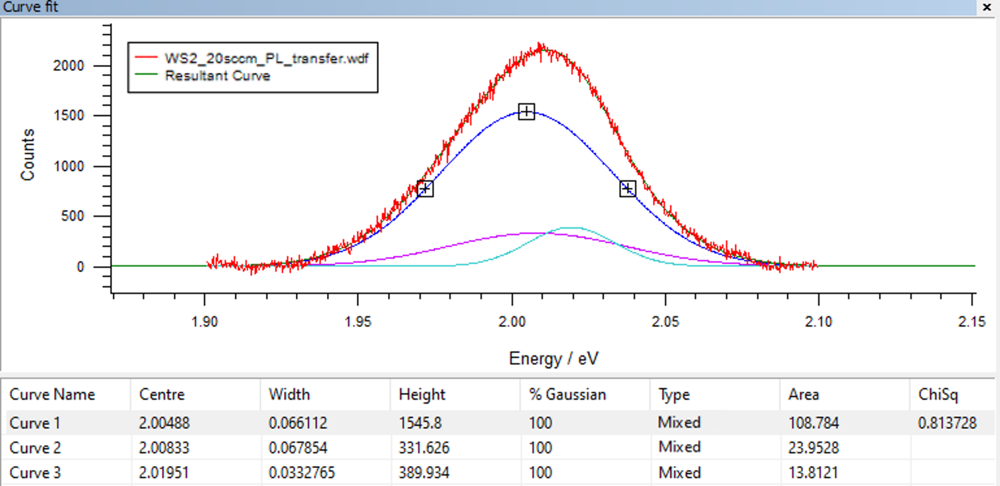 Curve fit
WS2_20sccm_PL_transfer.wdf
Resultant Curve
2000
1500
1000
500
0
Counts
1.90 1.95 2.00 2.05 2.10 2.15
Energy / eV
Curve Name Centre Width Height % Gaussian Type Area ChiSq
Curve 1 2.00488 0.066112 1545.8 100 Mixed 108.784 0.813728
Curve 2 2.00833 0.067854 331.626 100 Mixed 23.9528
Curve 3 2.01951 0.0332765 389.934 100 Mixed 13.8121